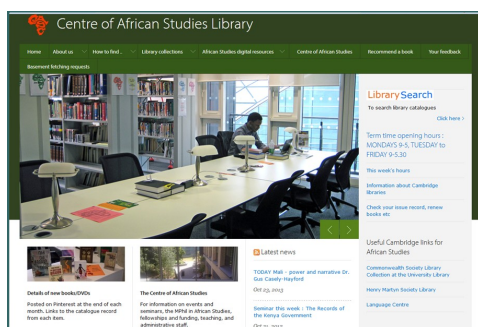 Centre of African Studies Library
Home About us How to find .. Library collections African Studies digital resources Centre of African Studies Recommend a book Your feedback
Basement fetching requests
LibrarySearch
To search library catalogues
Click here
Term time opening hours :
MONDAYS 9-5, TUESDAY to
FRIDAY 9-5.30
This week's hours
Information about Cambridge
libraries
Check your issue record, renew
books etc
Useful Cambridge links for
African Studies
Commonwealth Society Library
Collection at the University Library
Henry Martyn Society Library
Language Centre
Details of new books/DVDs
Posted on Pinterest at the end of each
month. Links to the catalogue record
from each item.
The Centre of African Studies
For information on events and
seminars, the MPhil in African Studies,
fellowships and funding, teaching, and
administrative staff.
Latest news
TODAY Mali - power and narrative Dr.
Gus Casely-Hayford
Oct 23, 2013
Seminar this week : The Records of
the Kenya Government
Oct 21, 2013